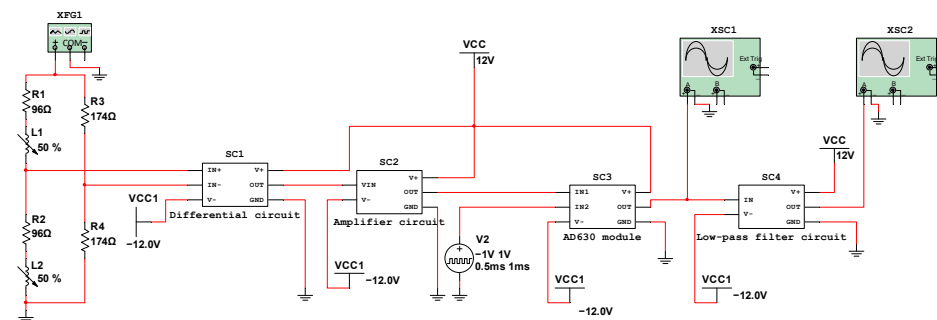 XFG1
+ COM −
R1
96Ω
L1
50 %
R2
96Ω
L2
50 %
R3
174Ω
R4
174Ω
VCC1
−12.0V
SC1
IN+ V+
IN- OUT
V- GND
Differential circuit
SC2
V+
VIN OUT
V- GND
Amplifier circuit
VCC1
−12.0V
VCC
12V
V2
+
−1V 1V
0.5ms 1ms
SC3
IN1 V+
IN2 OUT
V- GND
AD630 module
VCC1
−12.0V
XSC1
Ext Trig
+
A B
XSC2
Ext Trig
+
A B
VCC
12V
SC4
V+
IN OUT
V- GND
Low-pass filter circuit
VCC1
−12.0V